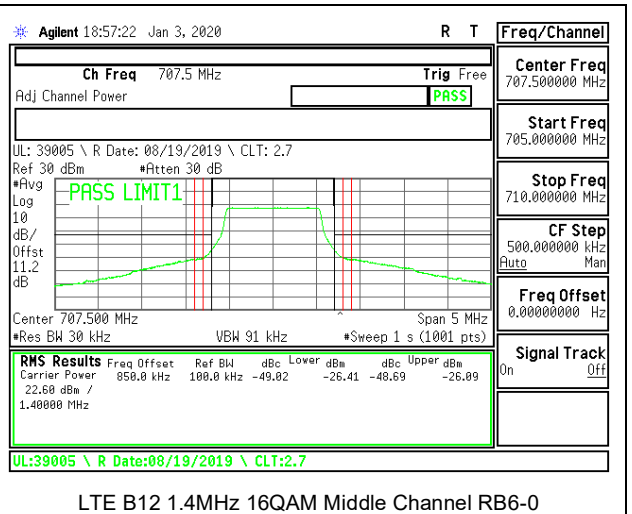 Agilent 18:57:22 Jan 3, 2020 R T
Freq/Channel
Ch Freq 707.5 MHz Trig Free
Adj Channel Power PASS
UL: 39005 \ R Date: 08/19/2019 \ CLT: 2.7
Ref 30 dBm #Atten 30 dB
#Avg
Log
10
dB/
Offst
11.2
dB
PASS LIMIT1
Center 707.500 MHz Span 5 MHz
#Res BW 30 kHz VBW 91 kHz #Sweep 1 s (1001 pts)
RMS Results Freq Offset Ref BW dBc Lower dBm dBc Upper dBm
Carrier Power 850.0 kHz 100.0 kHz -49.02 -26.41 -48.69 -26.09
22.60 dBm /
1.40000 MHz
UL:39005 \ R Date:08/19/2019 \ CLT:2.7
Center Freq
707.500000 MHz
Start Freq
705.000000 MHz
Stop Freq
710.000000 MHz
CF Step
500.000000 kHz
Auto Man
Freq Offset
0.00000000 Hz
Signal Track
On Off
LTE B12 1.4MHz 16QAM Middle Channel RB6-0